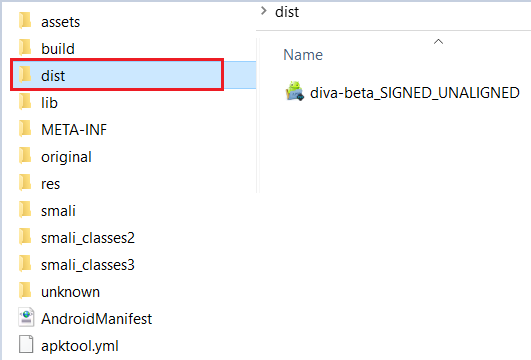 assets
build
dist
lib
META-INF
original
res
smali
smali_classes2
smali_classes3
unknown
AndroidManifest
apktool.yml
dist
Name
diva-beta_SIGNED_UNALIGNED